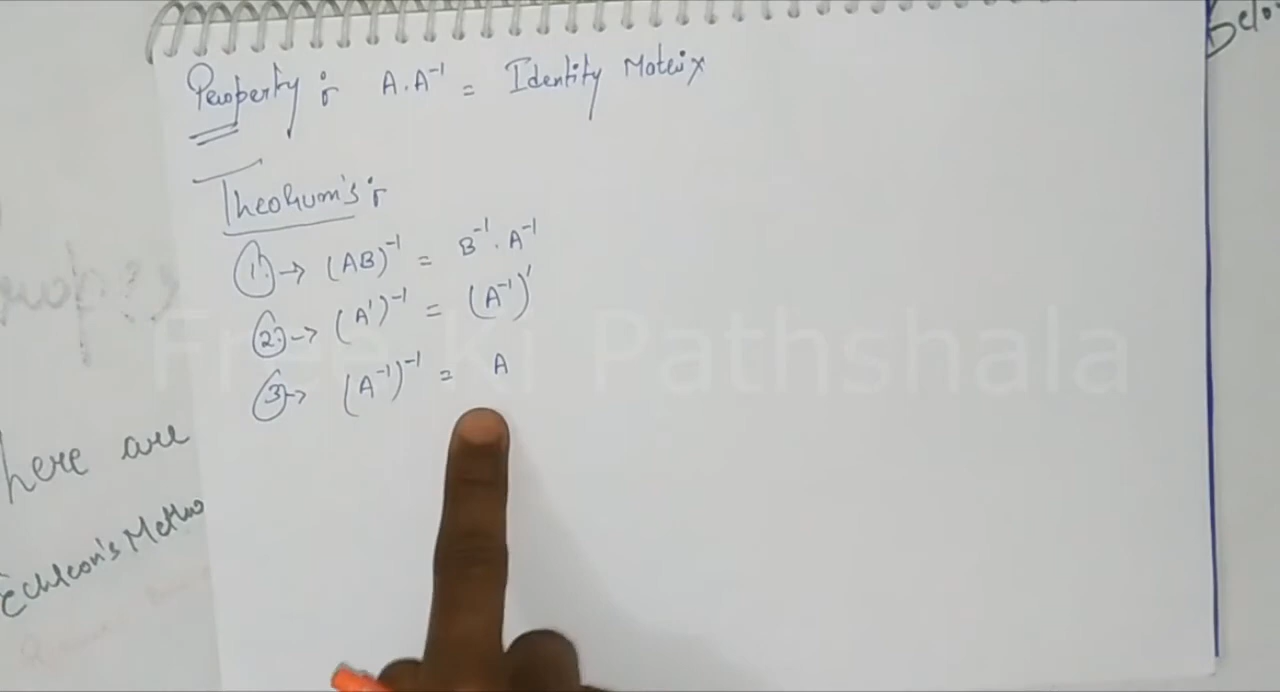 Property :- A.A⁻¹ = Identity Matrix
Theorum's :-
1. → (AB)⁻¹ = B⁻¹ . A⁻¹
2. → (A')⁻¹ = (A⁻¹)'
3 → (A⁻¹)⁻¹ = A
Free Ki Pathshala
here are
Echleon's Metho